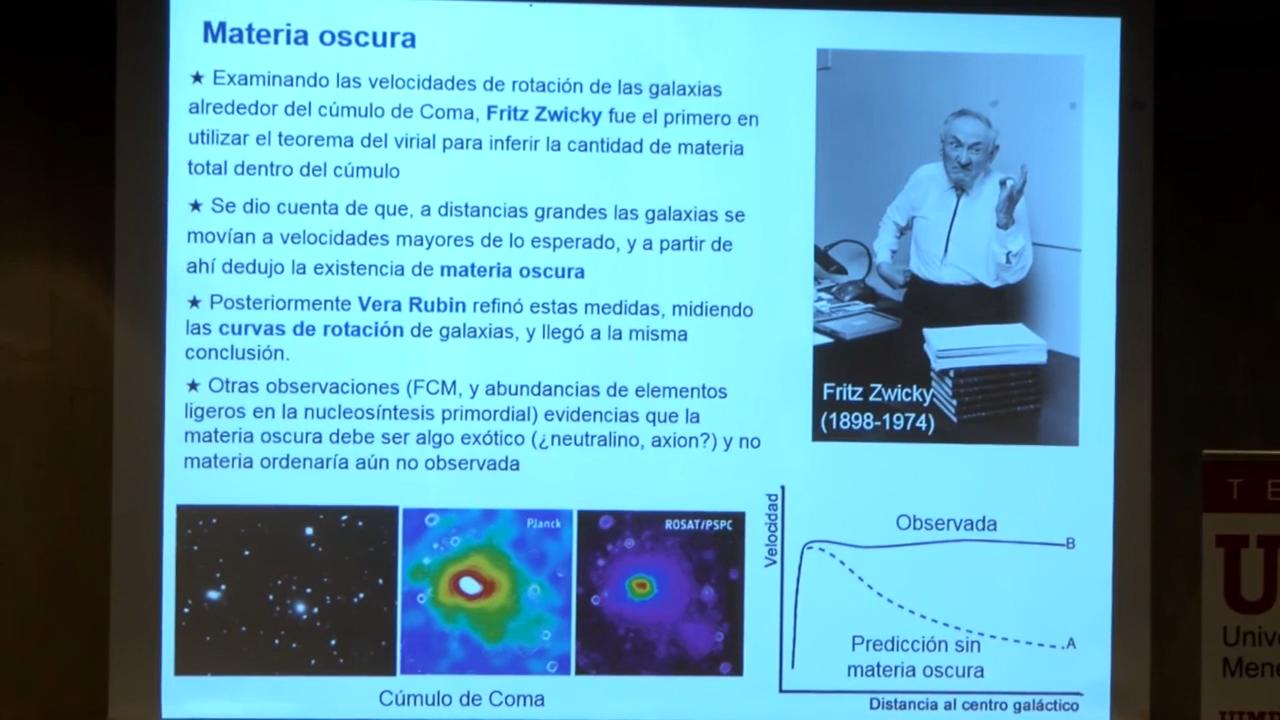 Materia oscura
★ Examinando las velocidades de rotación de las galaxias
alrededor del cúmulo de Coma, Fritz Zwicky fue el primero en
utilizar el teorema del virial para inferir la cantidad de materia
total dentro del cúmulo
★ Se dio cuenta de que, a distancias grandes las galaxias se
movían a velocidades mayores de lo esperado, y a partir de
ahí dedujo la existencia de materia oscura
★ Posteriormente Vera Rubin refinó estas medidas, midiendo
las curvas de rotación de galaxias, y llegó a la misma
conclusión.
★ Otras observaciones (FCM, y abundancias de elementos
ligeros en la nucleosíntesis primordial) evidencias que la
materia oscura debe ser algo exótico (¿neutralino, axion?) y no
materia ordenaría aún no observada
Fritz Zwicky
(1898-1974)
Planck
ROSAT/PSPC
Cúmulo de Coma
Velocidad
Observada
B
A
Predicción sin
materia oscura
Distancia al centro galáctico
T E
U
Univ
Men